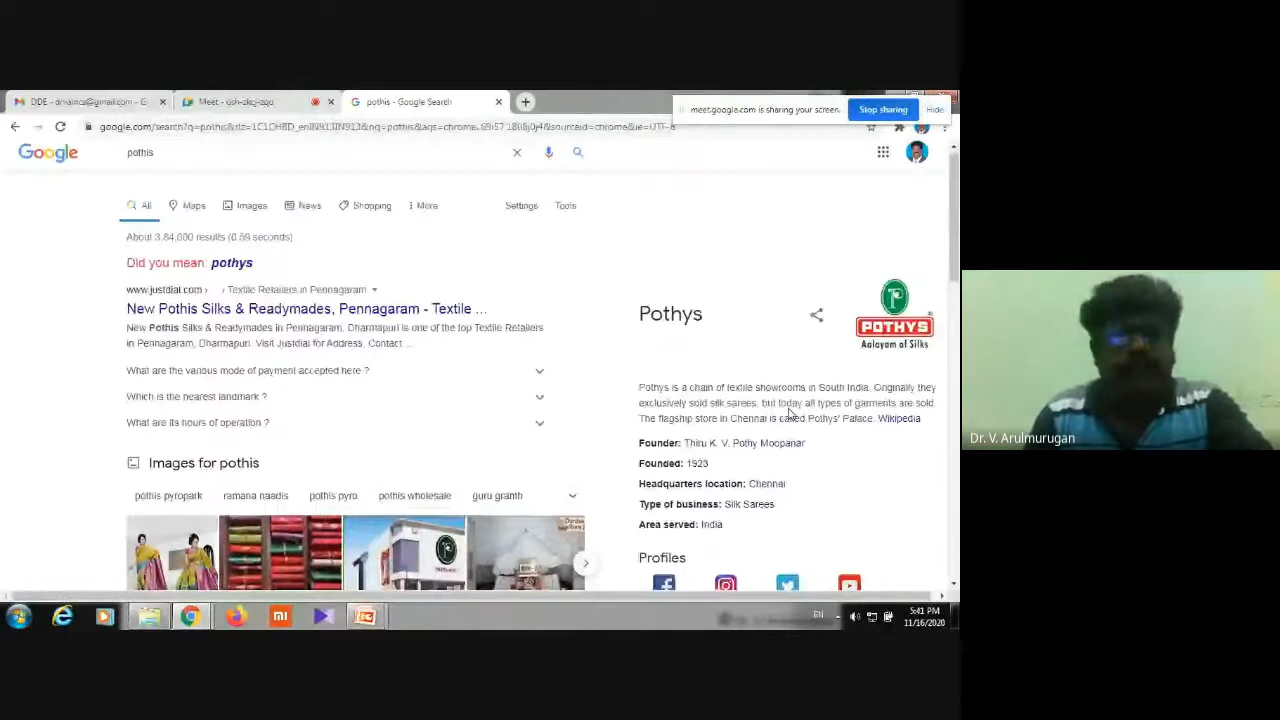 DDE - drvamcs@gmail.com - G
Meet -
pothis - Google Search
meet.google.com is sharing your screen.
Stop sharing
Hide
Google
pothis
All
Maps
Images
News
Shopping
More
Settings
Tools
About 3,84,000 results (0.59 seconds)
Did you mean: pothys
www.justdial.com › › Textile Retailers in Pennagaram
New Pothis Silks & Readymades, Pennagaram - Textile ...
New Pothis Silks & Readymades in Pennagaram, Dharmapuri is one of the top Textile Retailers
in Pennagaram, Dharmapuri. Visit Justdial for Address, Contact ...
What are the various mode of payment accepted here ?
Which is the nearest landmark ?
What are its hours of operation ?
Images for pothis
pothiis pyropark
ramana naadis
pothis pyro
pothis wholesale
guru granth
Pothys
POTHYS
Aalayam of Silks
Pothys is a chain of textile showrooms in South India. Originally they
exclusively sold silk sarees, but today all types of garments are sold.
The flagship store in Chennai is called Pothys' Palace. Wikipedia
Founder: Thiru K. V. Pothy Moopanar
Founded: 1923
Headquarters location: Chennai
Type of business: Silk Sarees
Area served: India
Profiles
mi
EN
5:41 PM
11/16/2020
Dr. V. Arulmurugan